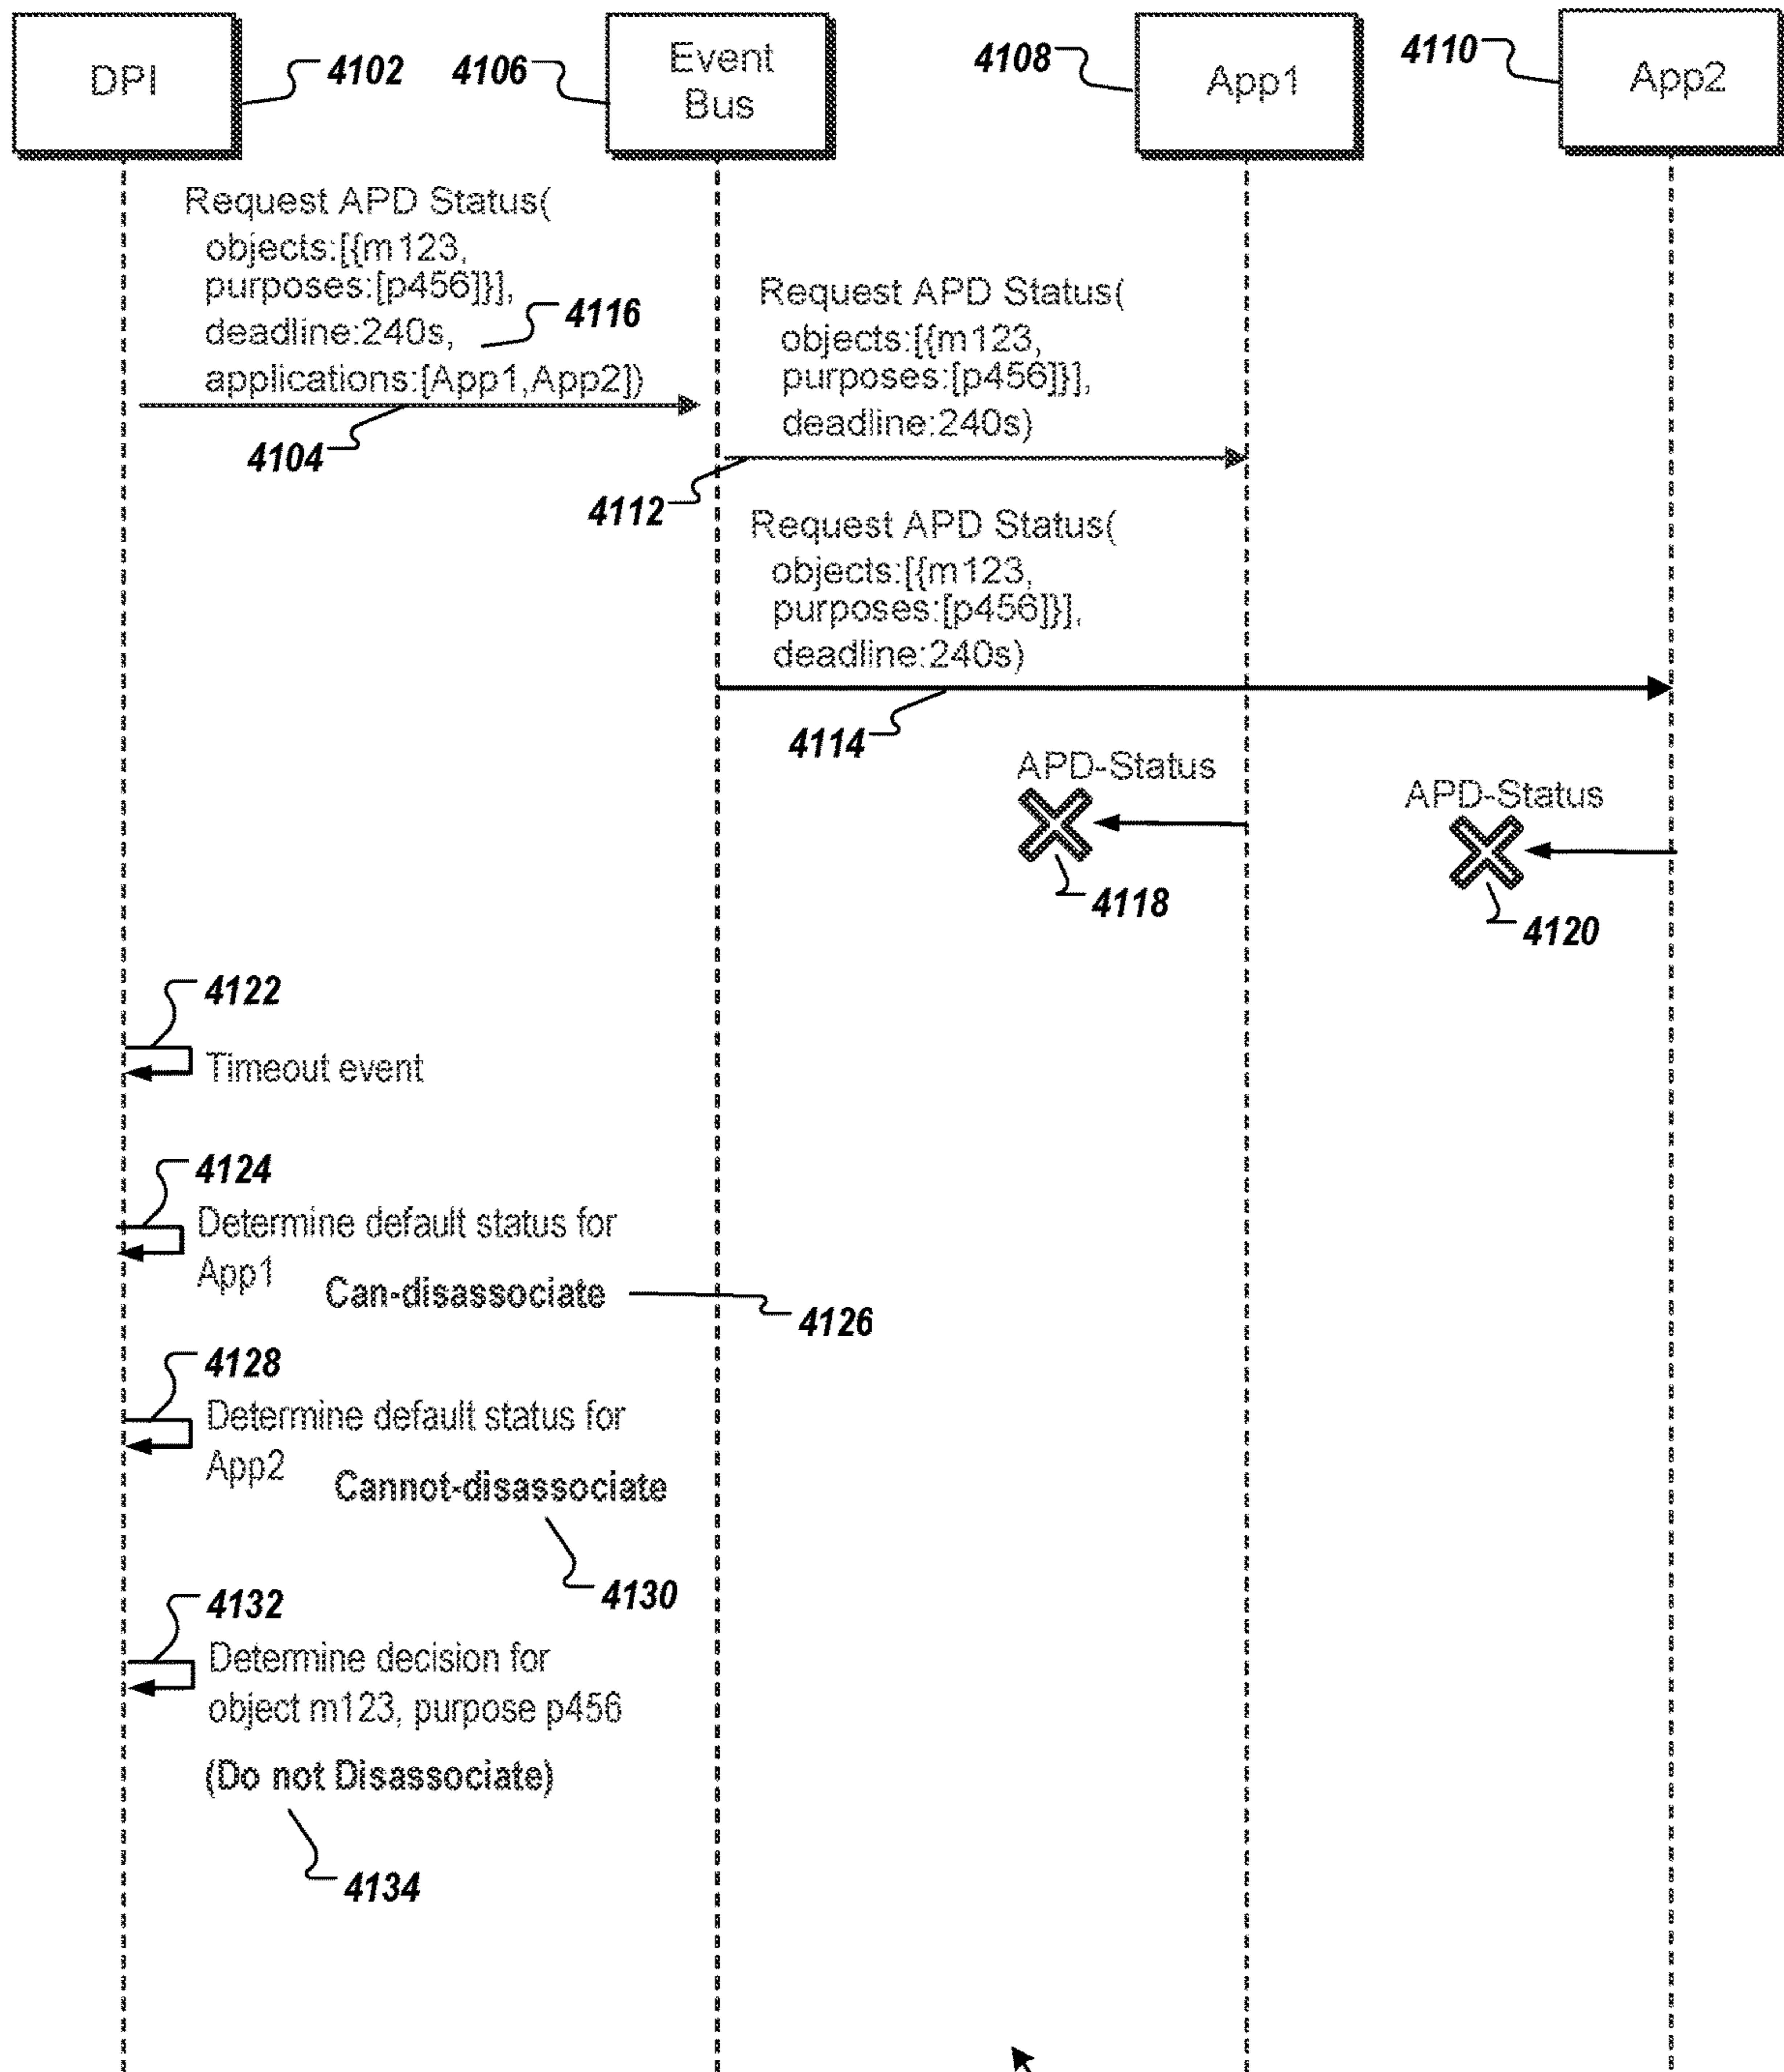 DPI
4102
4106
Event
Bus
4108
App1
4110
App2
Request APD Status(
objects:[{m123,
purposes:[p456]}],
deadline:240s,
applications:[App1,App2])
4116
4104
Request APD Status(
objects:[{m123,
purposes:[p456]}],
deadline:240s)
4112
Request APD Status(
objects:[{m123,
purposes:[p456]}],
deadline:240s)
4114
APD-Status
4118
APD-Status
4120
4122
Timeout event
4124
Determine default status for
App1
Can-disassociate
4126
4128
Determine default status for
App2
Cannot-disassociate
4130
4132
Determine decision for
object m123, purpose p456
(Do not Disassociate)
4134